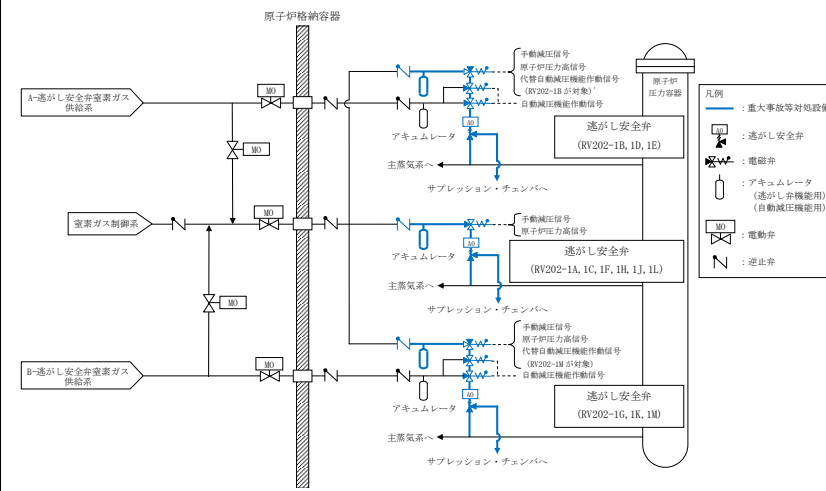 原子炉格納容器
A-逃がし安全弁窒素ガス
供給系
MO
MO
手動減圧信号
原子炉圧力高信号
代替自動減圧機能作動信号
(RV202-1Bが対象)
自動減圧機能作動信号
アキュムレータ
AO
逃がし安全弁
(RV202-1B, 1D, 1E)
主蒸気系へ
サプレッション・チェンバへ
原子炉
圧力容器
窒素ガス制御系
MO
手動減圧信号
原子炉圧力高信号
アキュムレータ
AO
逃がし安全弁
(RV202-1A, 1C, 1F, 1H, 1J, 1L)
主蒸気系へ
サプレッション・チェンバへ
MO
B-逃がし安全弁窒素ガス
供給系
MO
手動減圧信号
原子炉圧力高信号
代替自動減圧機能作動信号
(RV202-1Mが対象)
自動減圧機能作動信号
アキュムレータ
AO
逃がし安全弁
(RV202-1G, 1K, 1M)
主蒸気系へ
サプレッション・チェンバへ
凡例
：重大事故等対処設備
AO
：逃がし安全弁
：電磁弁
：アキュムレータ
(逃がし弁機能用)
(自動減圧機能用)
MO
：電動弁
：逆止弁